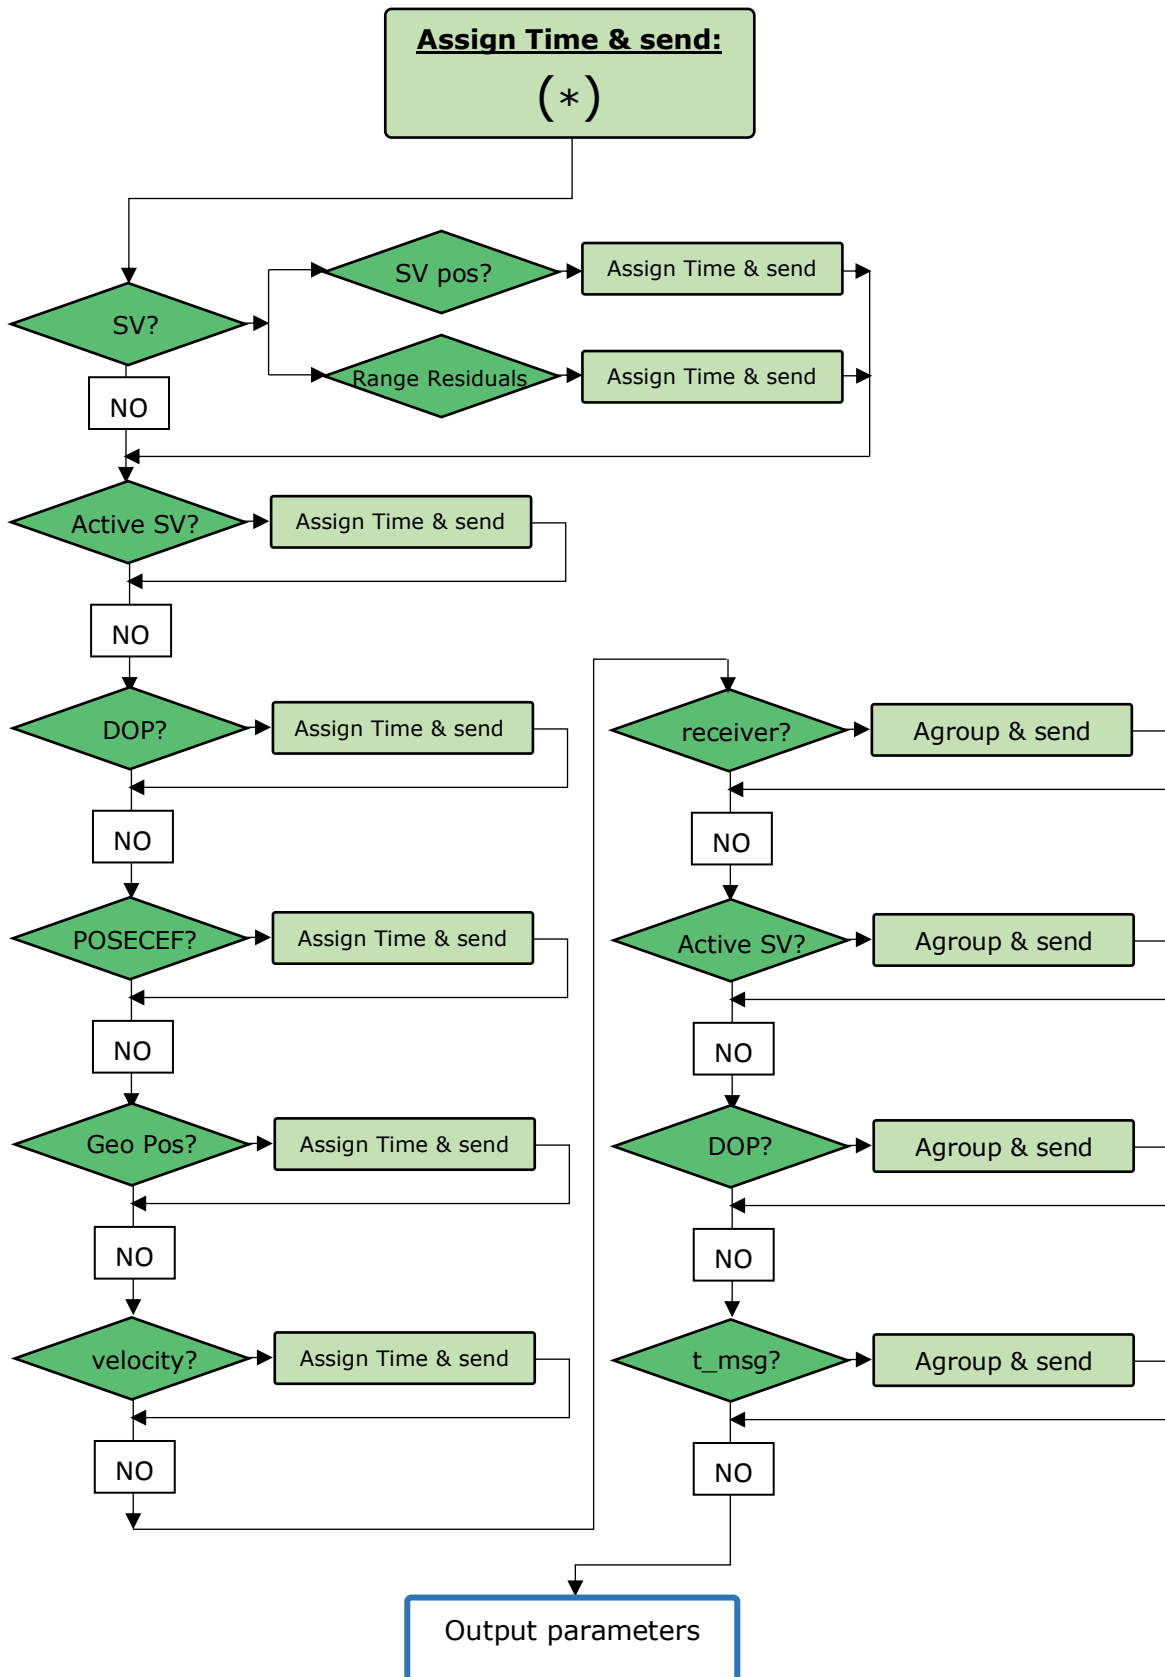 Assign Time & send:
(*)
SV?
SV pos?
Assign Time & send
Range Residuals
Assign Time & send
NO
Active SV?
Assign Time & send
NO
DOP?
Assign Time & send
NO
POSECEF?
Assign Time & send
NO
Geo Pos?
Assign Time & send
NO
velocity?
Assign Time & send
NO
receiver?
Agroup & send
NO
Active SV?
Agroup & send
NO
DOP?
Agroup & send
NO
t_msg?
Agroup & send
NO
Output parameters